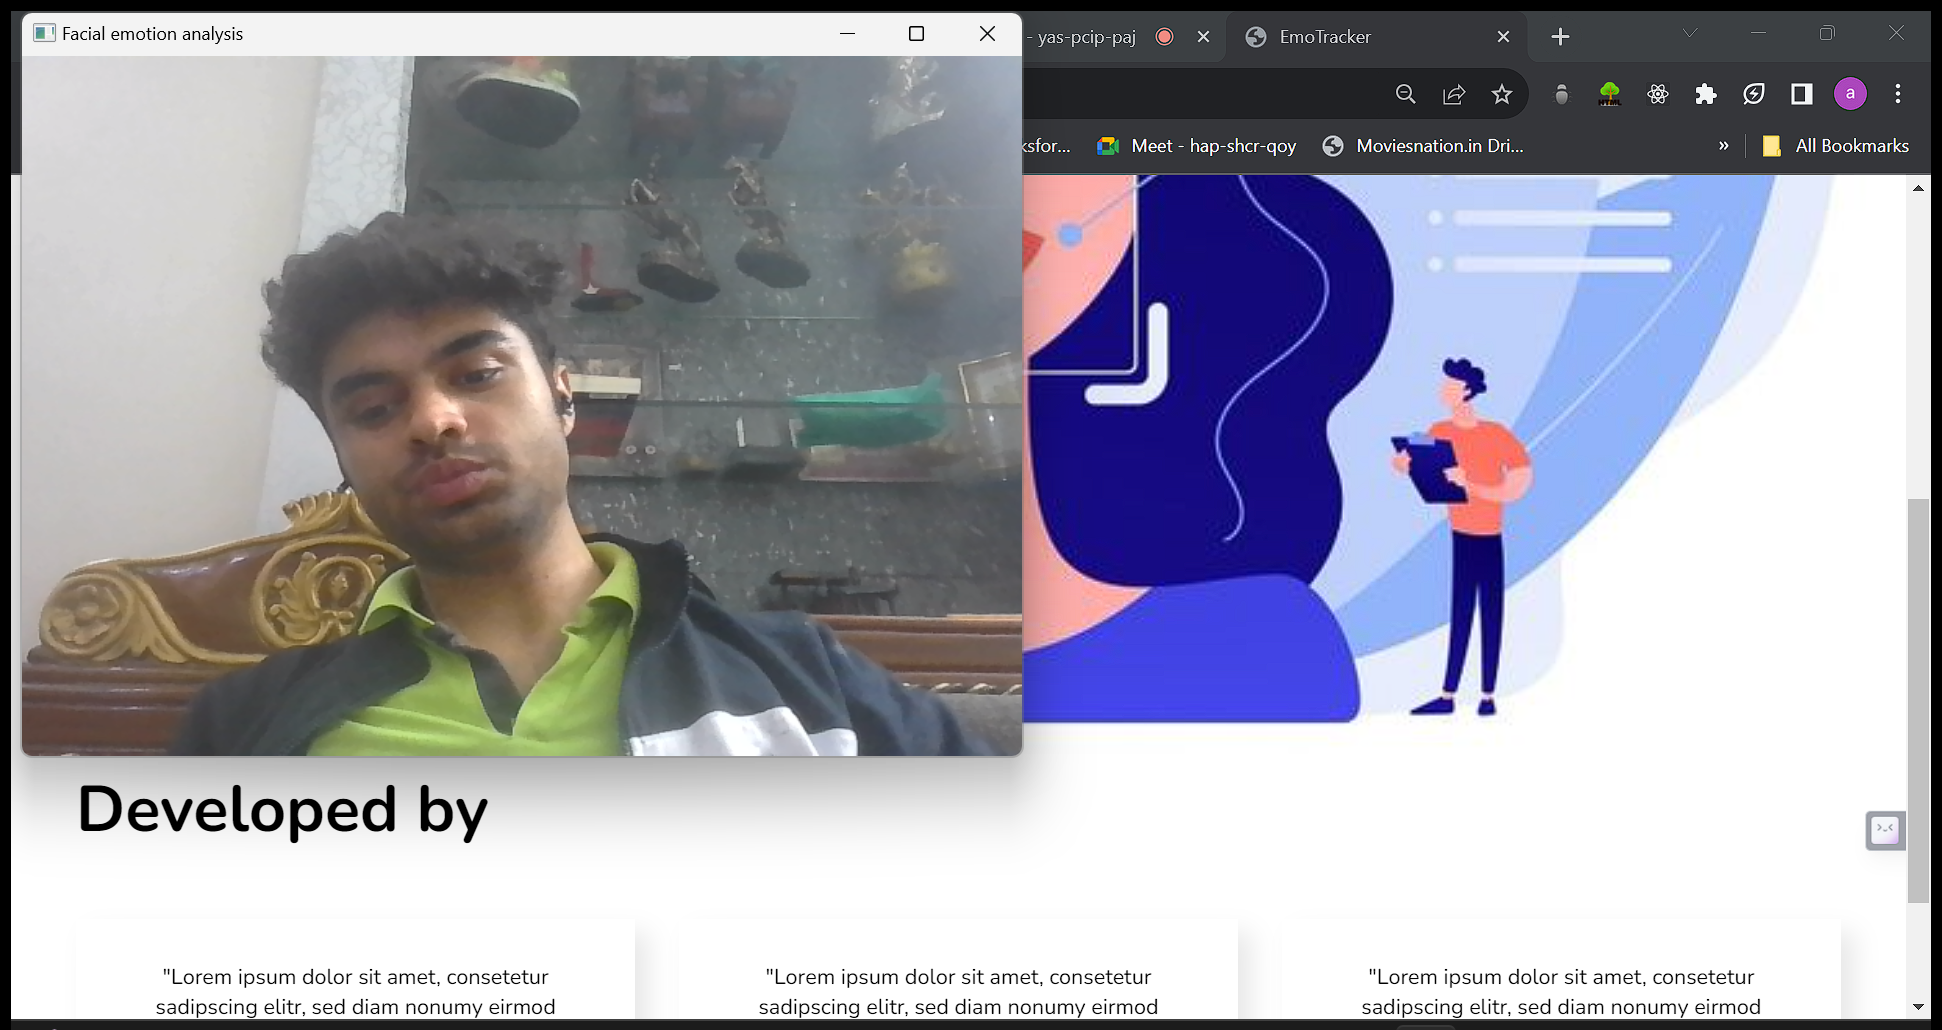 Facial emotion analysis
- yas-pcip-paj
EmoTracker
a
ksfor...
Meet - hap-shcr-qoy
Moviesnation.in Dri...
»
All Bookmarks
Developed by
"Lorem ipsum dolor sit amet, consetetur
sadipscing elitr, sed diam nonumy eirmod
"Lorem ipsum dolor sit amet, consetetur
sadipscing elitr, sed diam nonumy eirmod
"Lorem ipsum dolor sit amet, consetetur
sadipscing elitr, sed diam nonumy eirmod